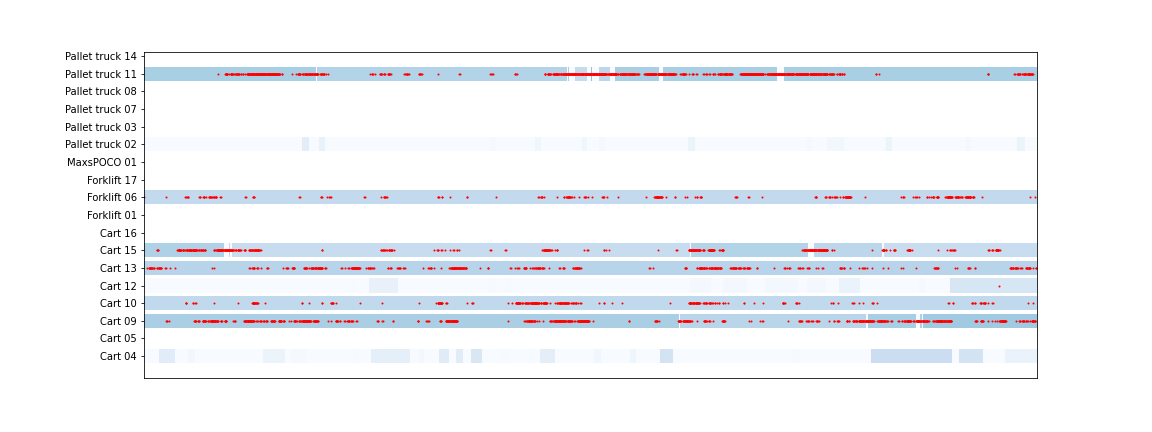 Pallet truck 14
Pallet truck 11
Pallet truck 08
Pallet truck 07
Pallet truck 03
Pallet truck 02
MaxsPOCO 01
Forklift 17
Forklift 06
Forklift 01
Cart 16
Cart 15
Cart 13
Cart 12
Cart 10
Cart 09
Cart 05
Cart 04